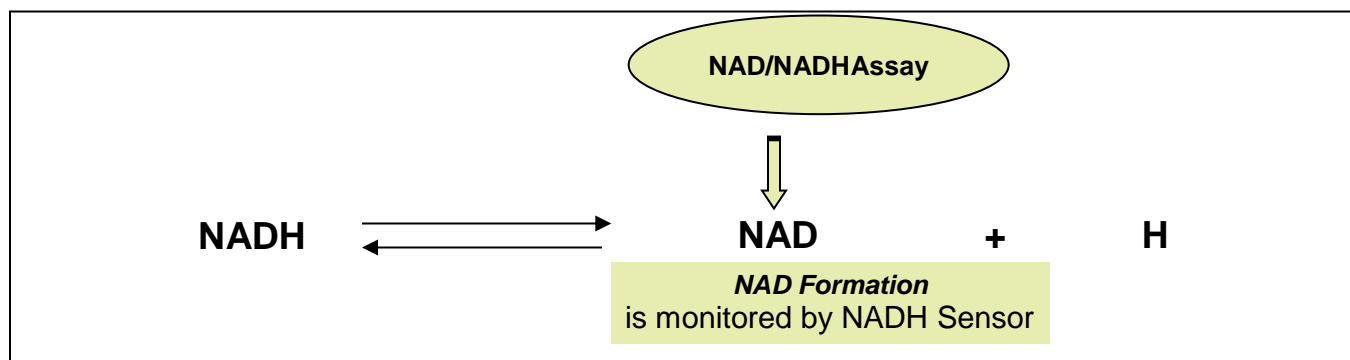 NAD/NADHAssay
NADH NAD + H
NAD Formation
is monitored by NADH Sensor